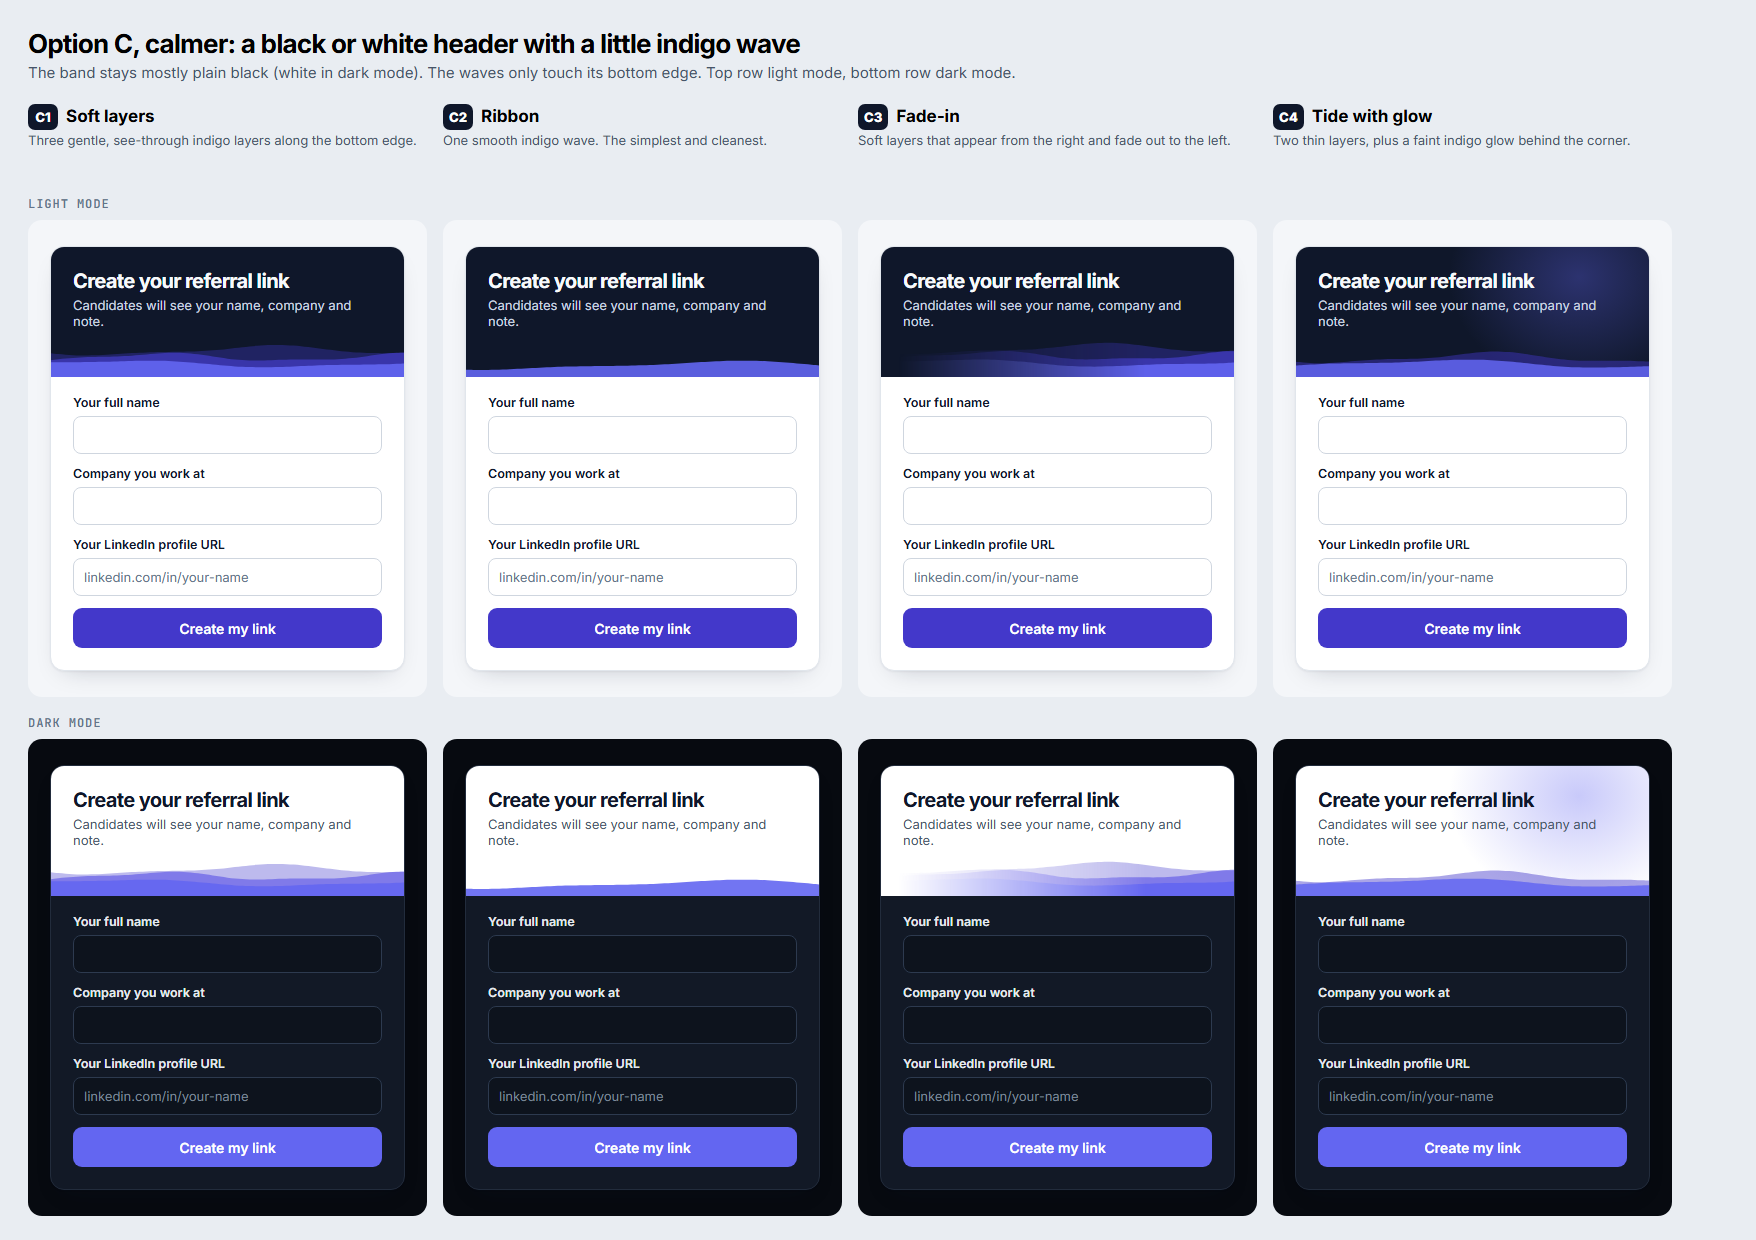 Option C, calmer: a black or white header with a little indigo wave
The band stays mostly plain black (white in dark mode). The waves only touch its bottom edge. Top row light mode, bottom row dark mode.
C1 Soft layers
Three gentle, see-through indigo layers along the bottom edge.
C2 Ribbon
One smooth indigo wave. The simplest and cleanest.
C3 Fade-in
Soft layers that appear from the right and fade out to the left.
C4 Tide with glow
Two thin layers, plus a faint indigo glow behind the corner.
LIGHT MODE
Create your referral link
Candidates will see your name, company and
note.
Your full name
Company you work at
Your LinkedIn profile URL
linkedin.com/in/your-name
Create my link
Create your referral link
Candidates will see your name, company and
note.
Your full name
Company you work at
Your LinkedIn profile URL
linkedin.com/in/your-name
Create my link
Create your referral link
Candidates will see your name, company and
note.
Your full name
Company you work at
Your LinkedIn profile URL
linkedin.com/in/your-name
Create my link
Create your referral link
Candidates will see your name, company and
note.
Your full name
Company you work at
Your LinkedIn profile URL
linkedin.com/in/your-name
Create my link
DARK MODE
Create your referral link
Candidates will see your name, company and
note.
Your full name
Company you work at
Your LinkedIn profile URL
linkedin.com/in/your-name
Create my link
Create your referral link
Candidates will see your name, company and
note.
Your full name
Company you work at
Your LinkedIn profile URL
linkedin.com/in/your-name
Create my link
Create your referral link
Candidates will see your name, company and
note.
Your full name
Company you work at
Your LinkedIn profile URL
linkedin.com/in/your-name
Create my link
Create your referral link
Candidates will see your name, company and
note.
Your full name
Company you work at
Your LinkedIn profile URL
linkedin.com/in/your-name
Create my link